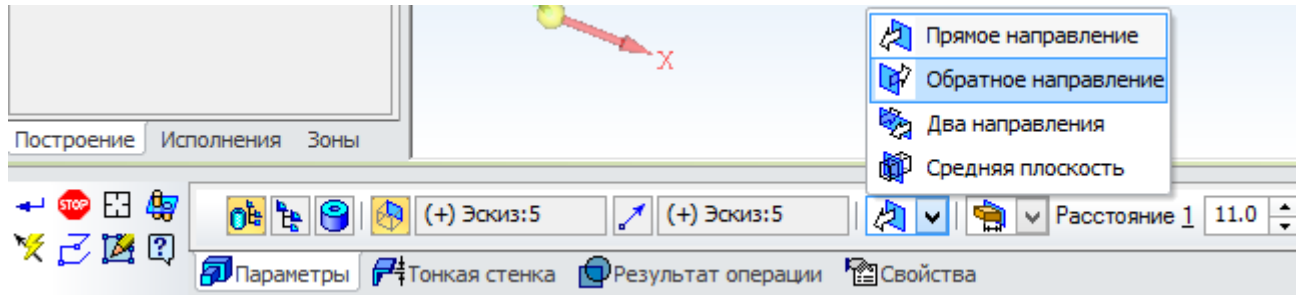 Прямое направление
X
Обратное направление
Два направления
Построение Исполнения Зоны
Средняя плоскость
STOP (+) Эскиз:5 (+) Эскиз:5 Расстояние 1 11.0
Параметры Тонкая стенка Результат операции Свойства